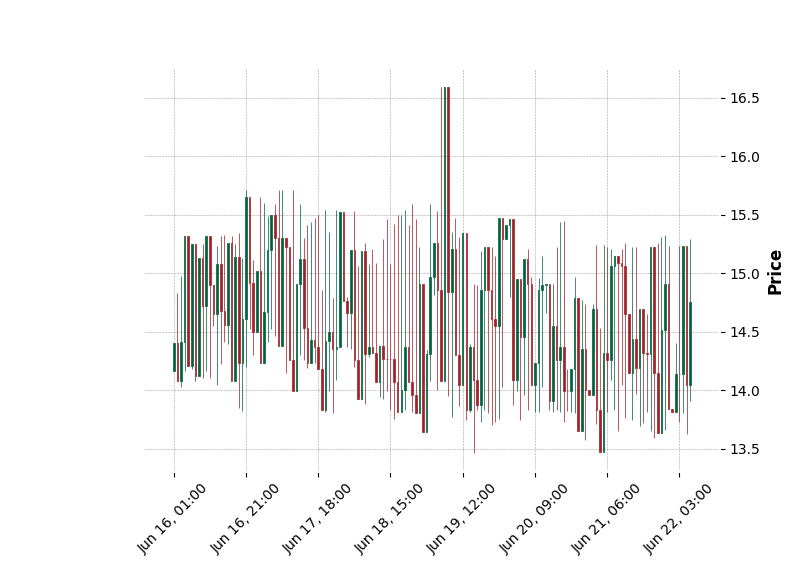 16.5
16.0
15.5
15.0
14.5
14.0
13.5
Price
Jun 16, 01:00
Jun 16, 21:00
Jun 17, 18:00
Jun 18, 15:00
Jun 19, 12:00
Jun 20, 09:00
Jun 21, 06:00
Jun 22, 03:00